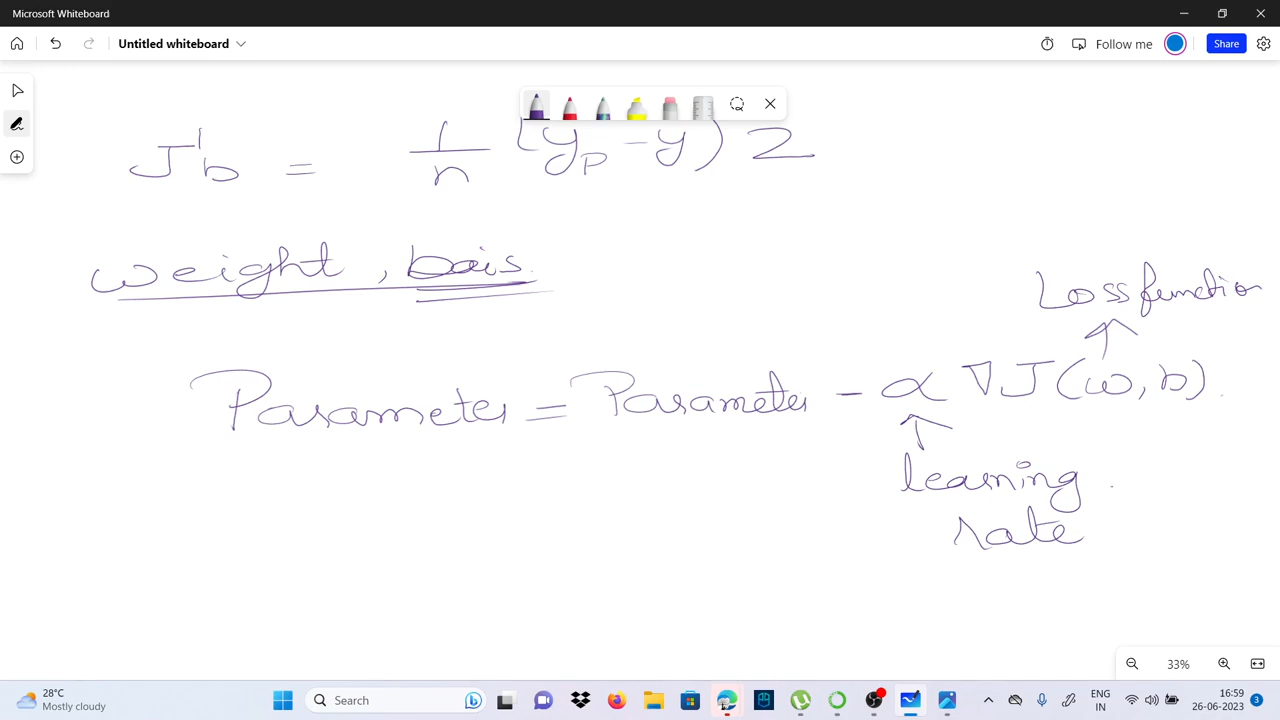 Microsoft Whiteboard
Untitled whiteboard
Follow me
Share
J'b = 1/n (yp - y) 2
weight, bais.
Loss function
Parameter = Parameter - α ∇J(w, b).
learning
rate
33%
28°C
Mostly cloudy
Search
ENG
IN
16:59
26-06-2023
3